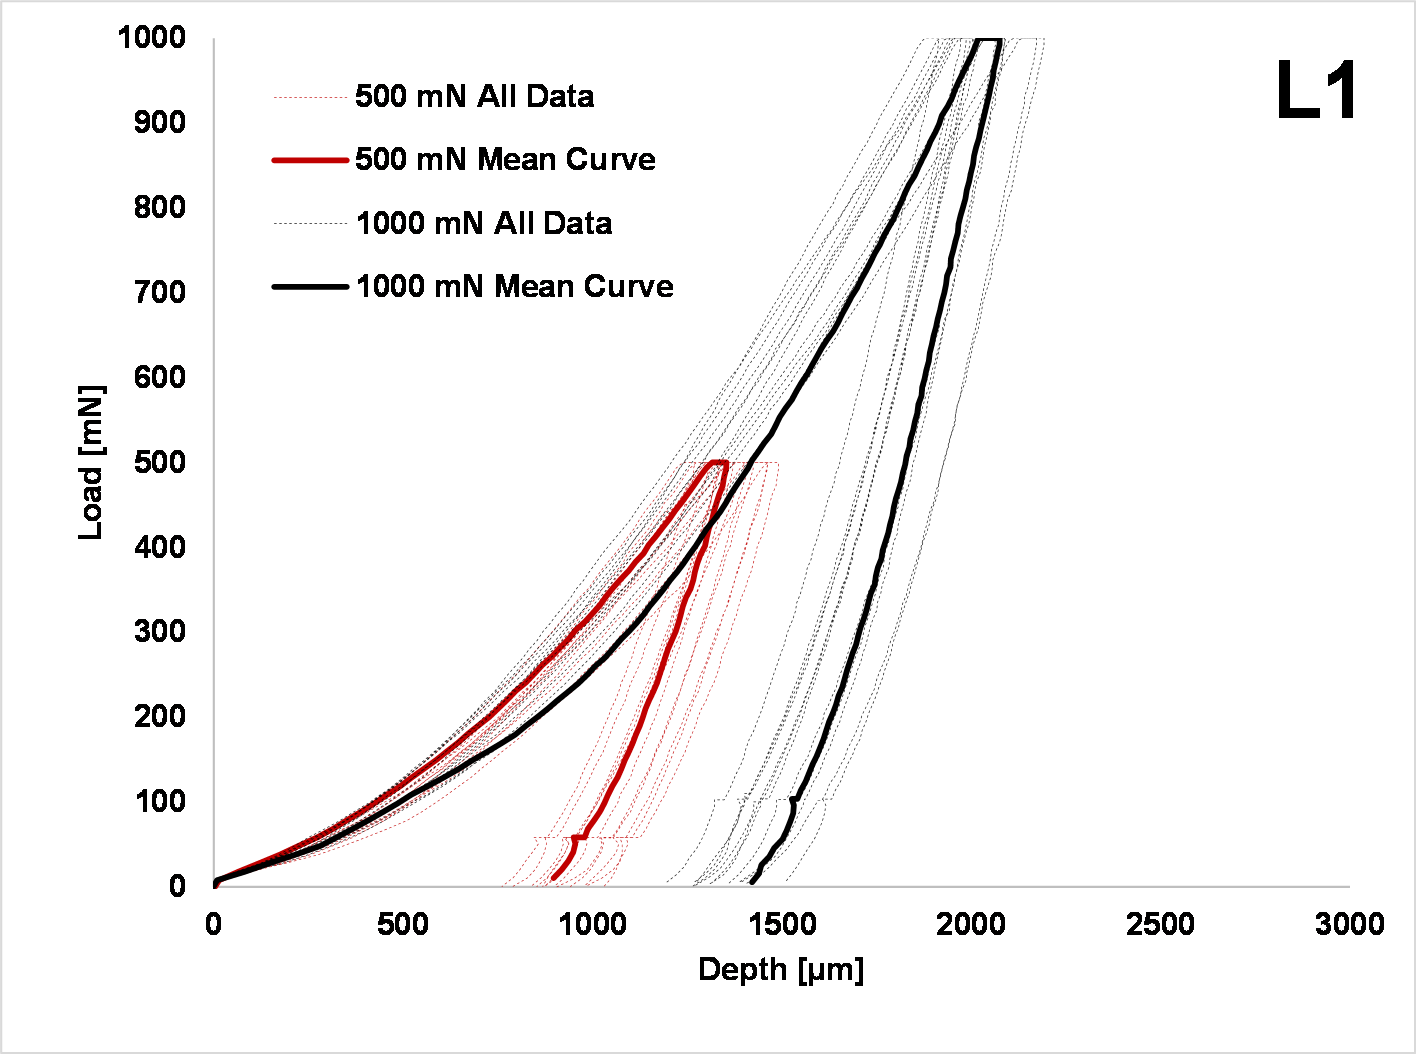 L1
500 mN All Data
500 mN Mean Curve
1000 mN All Data
1000 mN Mean Curve
1000
900
800
700
600
500
400
300
200
100
0
Load [mN]
0 500 1000 1500 2000 2500 3000
Depth [µm]